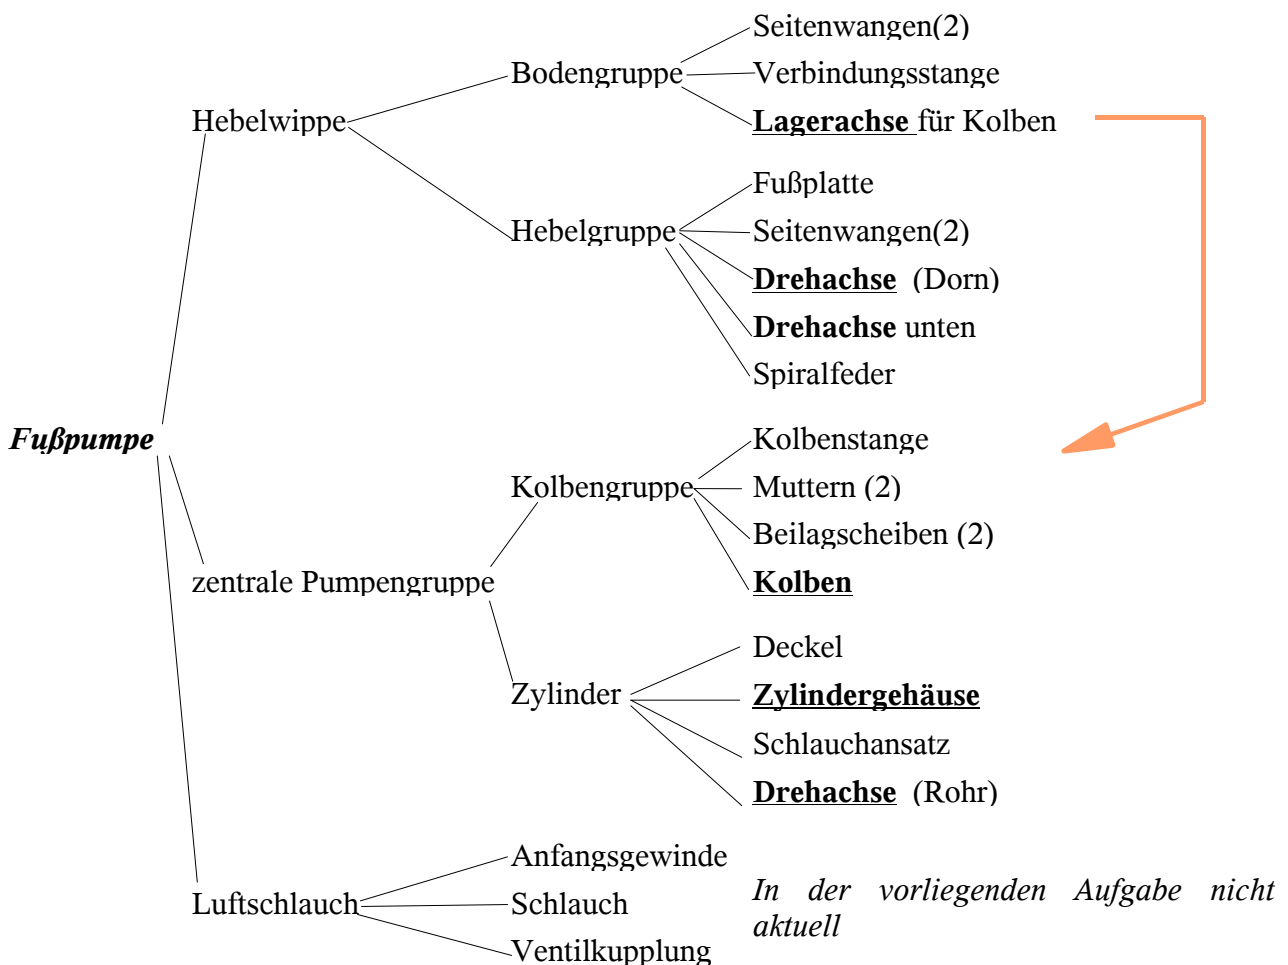 Seitenwangen(2)
Bodengruppe
Verbindungsstange
Hebelwippe
Lagerachse für Kolben
Fußplatte
Hebelgruppe
Seitenwangen(2)
Drehachse (Dorn)
Drehachse unten
Spiralfeder
Fußpumpe
Kolbenstange
Kolbengruppe
Muttern (2)
Beilagscheiben (2)
zentrale Pumpengruppe
Kolben
Deckel
Zylinder
Zylindergehäuse
Schlauchansatz
Drehachse (Rohr)
Anfangsgewinde
Luftschlauch
Schlauch
Ventilkupplung
In der vorliegenden Aufgabe nicht
aktuell